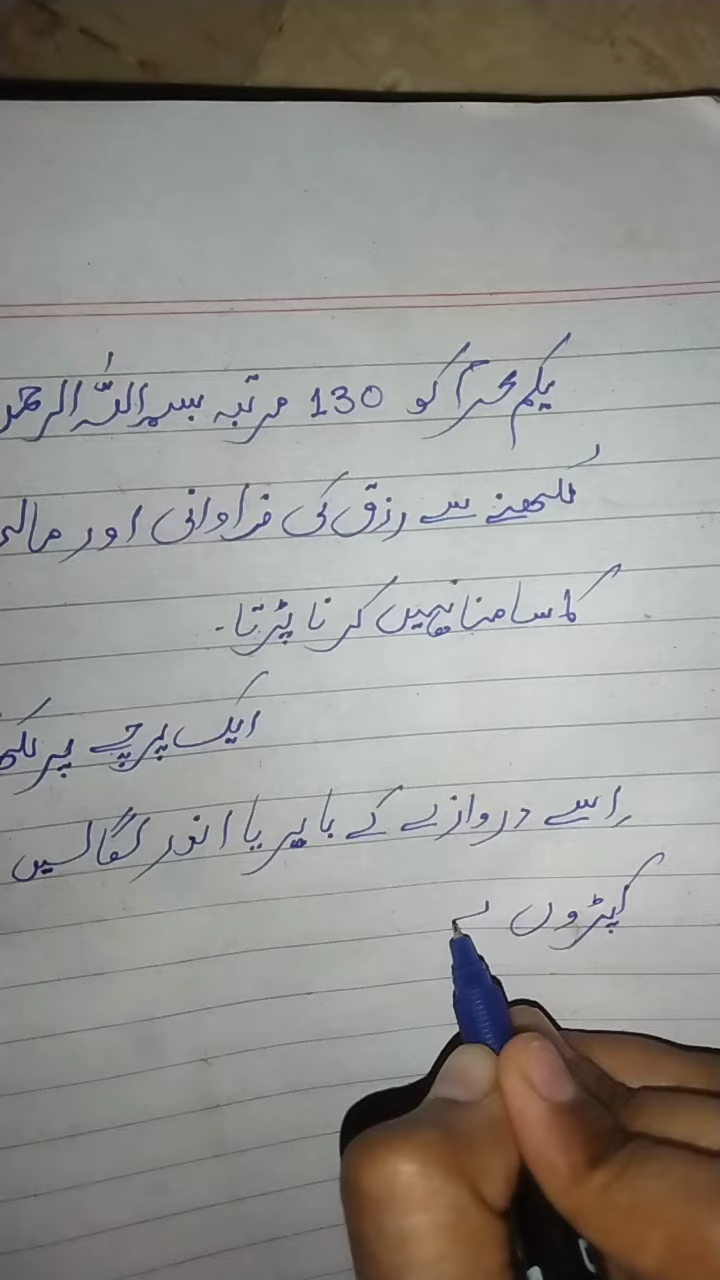 یکم محرم کو 130 مرتبہ بسم اللہ الرحمٰ
لکھنے سے رزق کی فراوانی اور مالی
کا سامنا نہیں کرنا پڑتا۔
ایک پرچے پر لکھ
اسے دروازے کے باہر یا اندر لگا لیں
کپڑوں